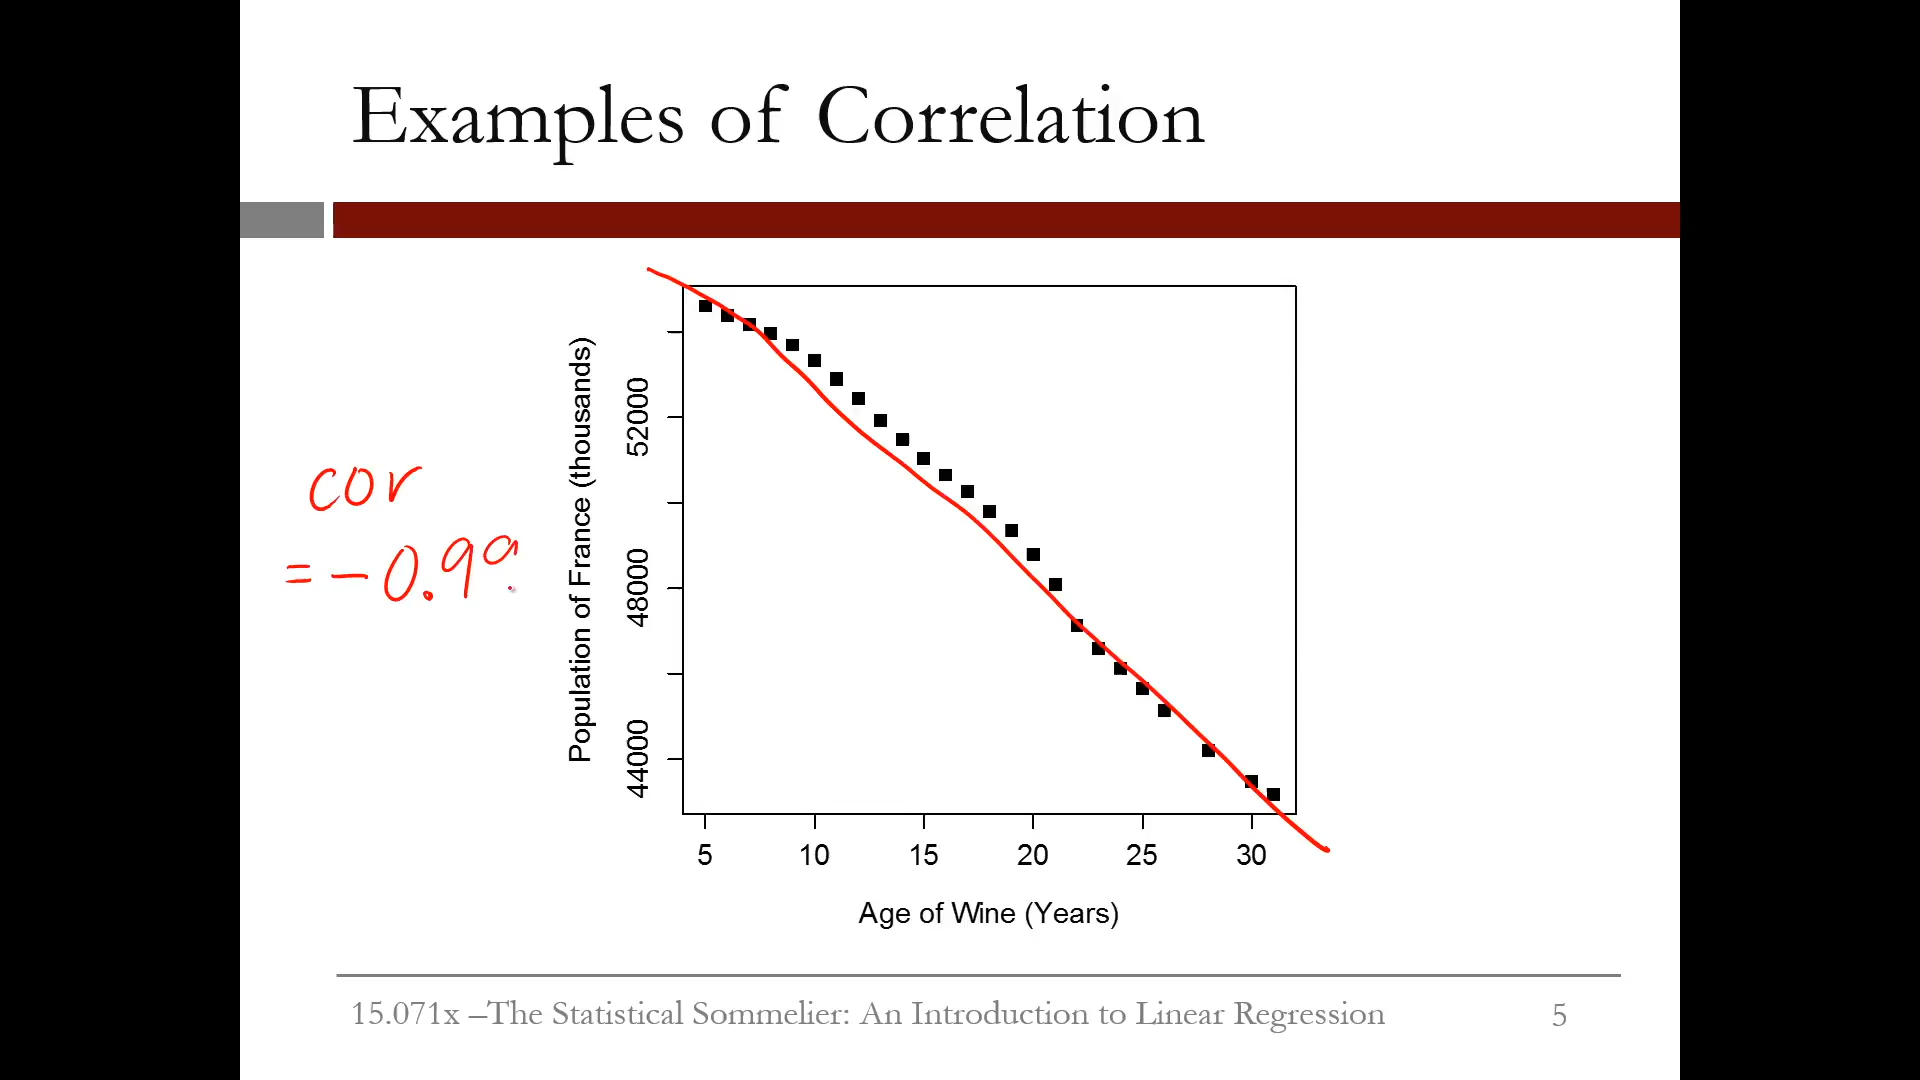 Examples of Correlation
cor
= -0.99
Population of France (thousands)
52000
48000
44000
5 10 15 20 25 30
Age of Wine (Years)
15.071x –The Statistical Sommelier: An Introduction to Linear Regression 5